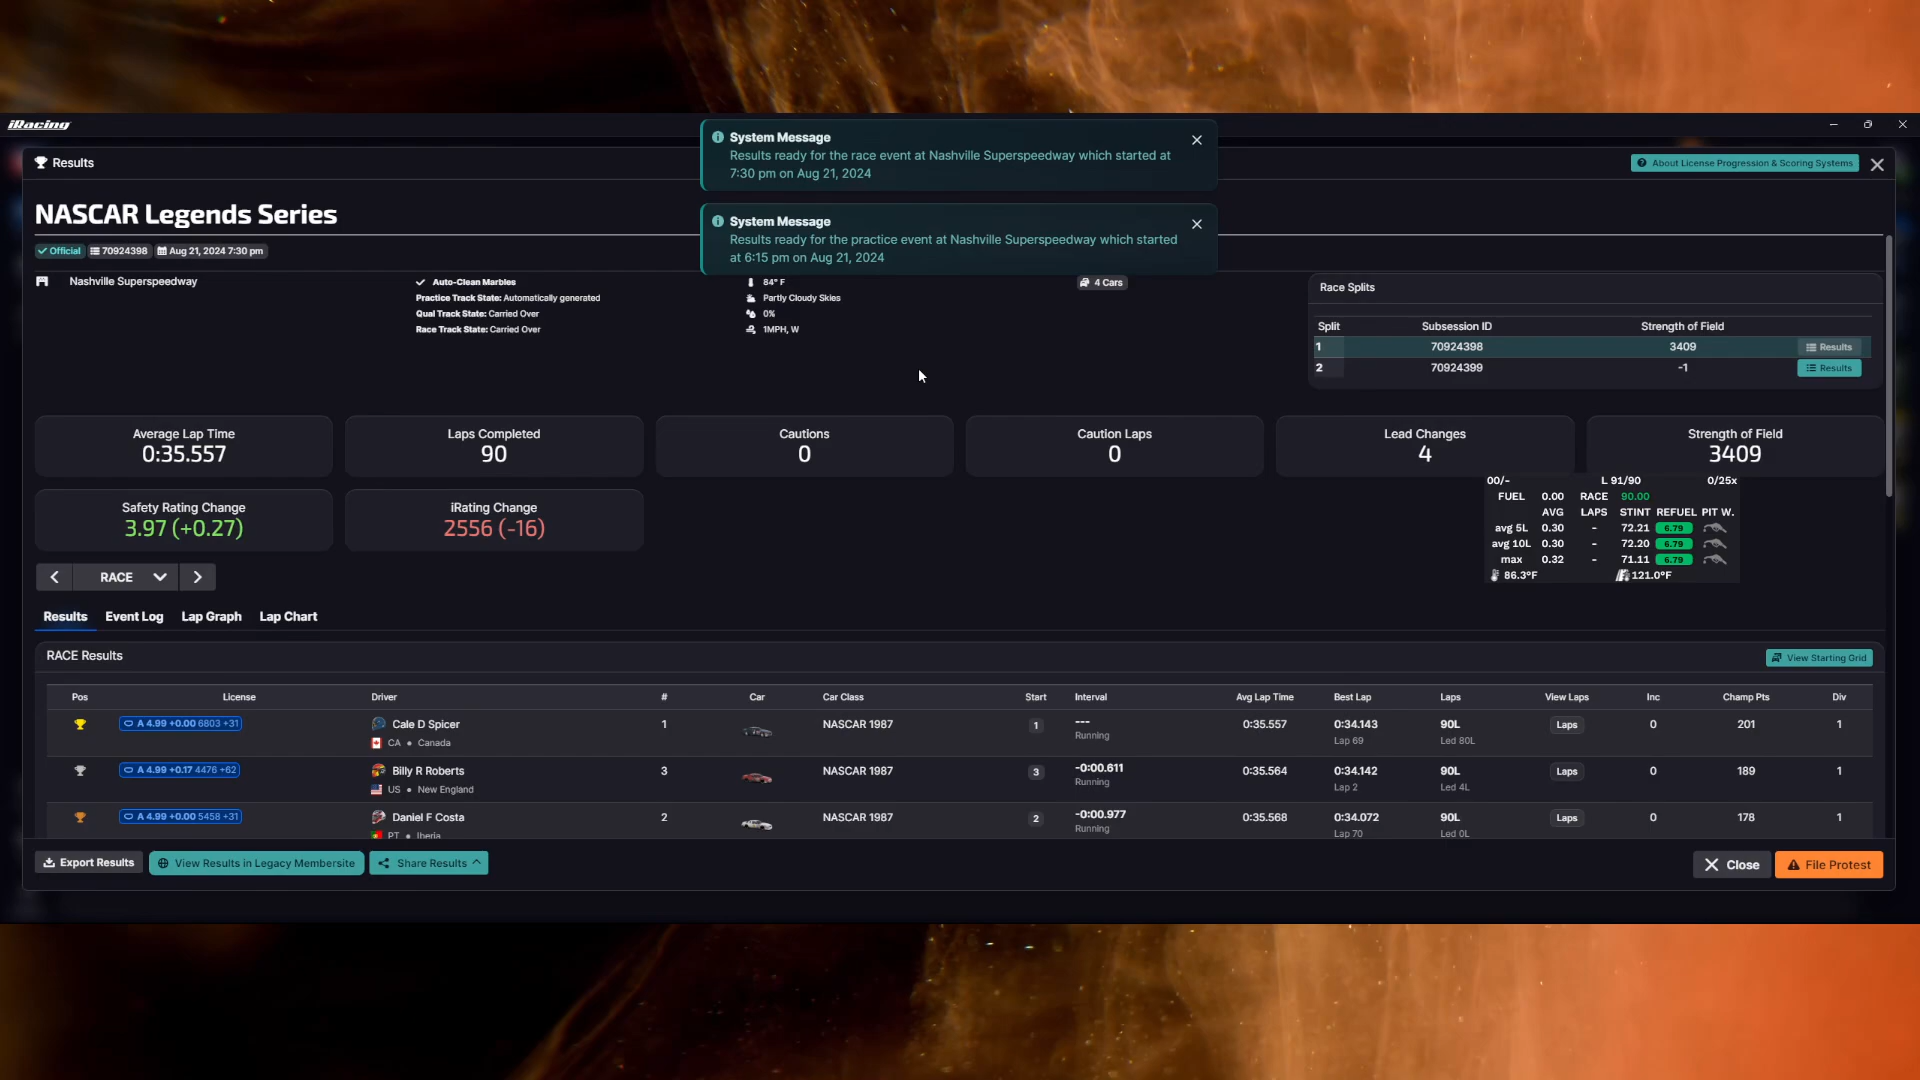 iRacing
System Message
Results ready for the race event at Nashville Superspeedway which started at
7:30 pm on Aug 21, 2024
Results
About License Progression & Scoring Systems
System Message
Results ready for the practice event at Nashville Superspeedway which started
at 6:15 pm on Aug 21, 2024
NASCAR Legends Series
Official 70924398 Aug 21, 2024 7:30 pm
Nashville Superspeedway
Auto-Clean Marbles
Practice Track State: Automatically generated
Qual Track State: Carried Over
Race Track State: Carried Over
84° F
Partly Cloudy Skies
0%
1MPH, W
4 Cars
Race Splits
Split Subsession ID Strength of Field
1 70924398 3409 Results
2 70924399 -1 Results
Average Lap Time
0:35.557
Laps Completed
90
Cautions
0
Caution Laps
0
Lead Changes
4
Strength of Field
3409
Safety Rating Change
3.97 (+0.27)
iRating Change
2556 (-16)
00/- L 91/90 0/25x
FUEL 0.00 RACE 90.00
AVG LAPS STINT REFUEL PIT W.
avg 5L 0.30 - 72.21 6.79
avg 10L 0.30 - 72.20 6.79
max 0.32 - 71.11 6.79
86.3°F 121.0°F
RACE
Results Event Log Lap Graph Lap Chart
RACE Results
View Starting Grid
Pos License Driver # Car Car Class Start Interval Avg Lap Time Best Lap Laps View Laps Inc Champ Pts Div
A 4.99 +0.00 6803 +31 Cale D Spicer 1 NASCAR 1987 1 --- 0:35.557 0:34.143 90L Laps 0 201 1
CA • Canada Running Lap 69 Led 80L
A 4.99 +0.17 4476 +62 Billy R Roberts 3 NASCAR 1987 3 -0:00.611 0:35.564 0:34.142 90L Laps 0 189 1
US • New England Running Lap 2 Led 4L
A 4.99 +0.00 5458 +31 Daniel F Costa 2 NASCAR 1987 2 -0:00.977 0:35.568 0:34.072 90L Laps 0 178 1
PT • Iberia Running Lap 70 Led 0L
Export Results View Results in Legacy Membersite Share Results
Close File Protest